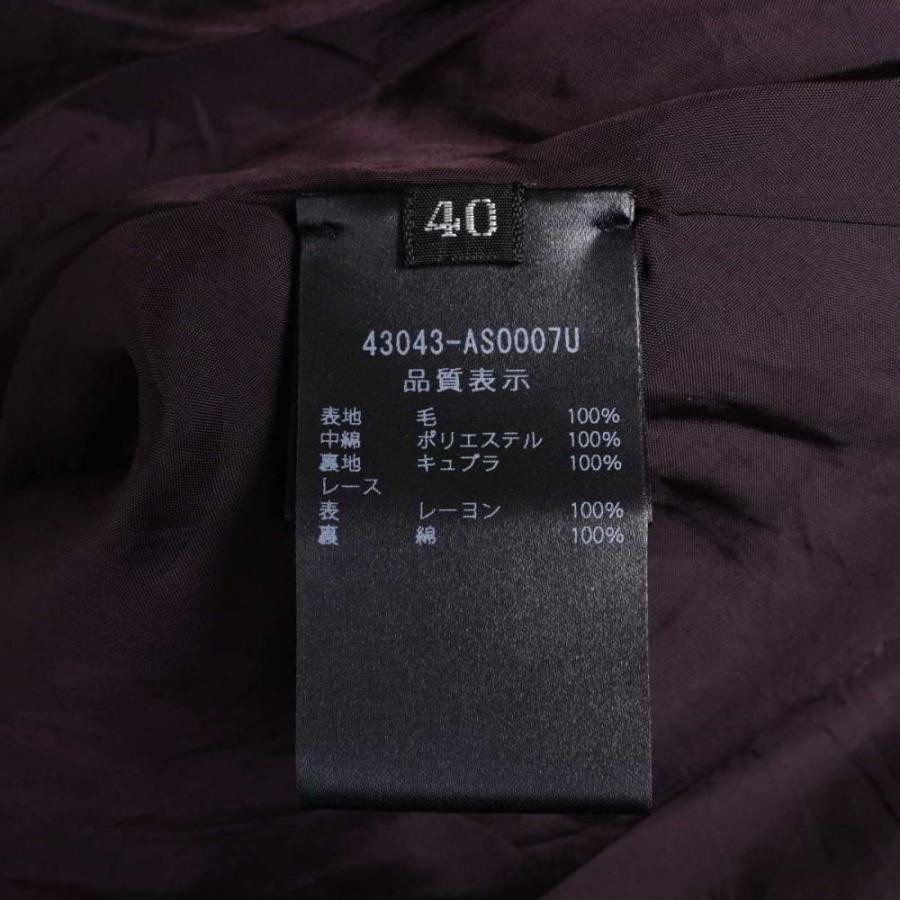 40
43043-AS0007U
品質表示
表地 毛 100%
中綿 ポリエステル 100%
裏地 キュプラ 100%
レース
表 レーヨン 100%
裏 綿 100%